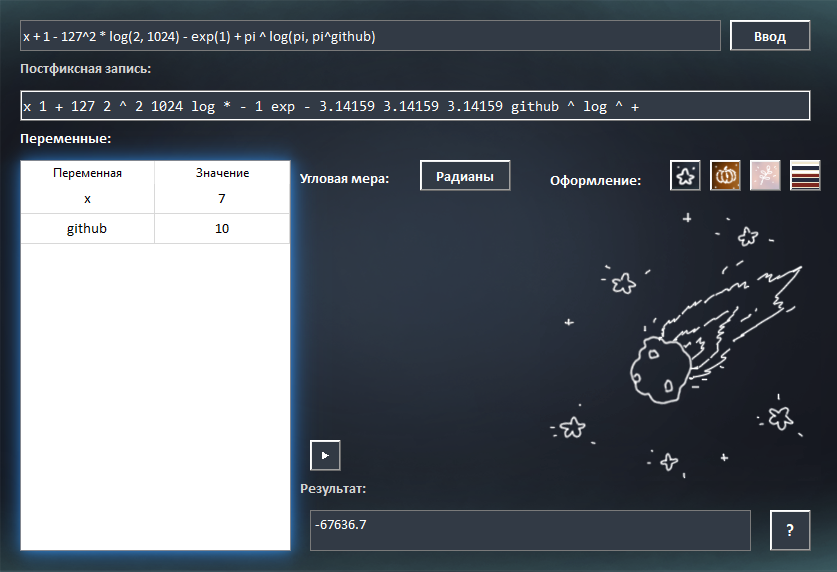 x + 1 - 127^2 * log(2, 1024) - exp(1) + pi ^ log(pi, pi^github)
Ввод
Постфиксная запись:
x 1 + 127 2 ^ 2 1024 log * - 1 exp - 3.14159 3.14159 3.14159 github ^ log ^ +
Переменные:
Переменная Значение
x 7
github 10
Угловая мера:
Радианы
Оформление:
Результат:
-67636.7
?